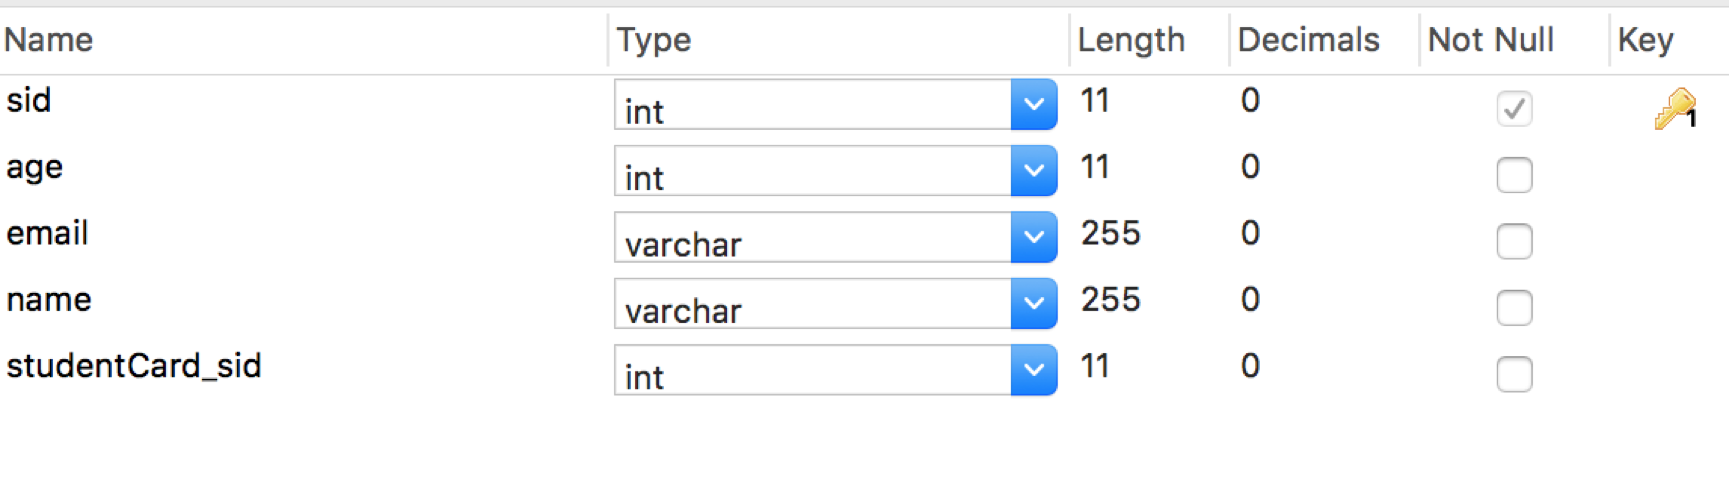 Name Type Length Decimals Not Null Key
sid int 11 0 1
age int 11 0
email varchar 255 0
name varchar 255 0
studentCard_sid int 11 0